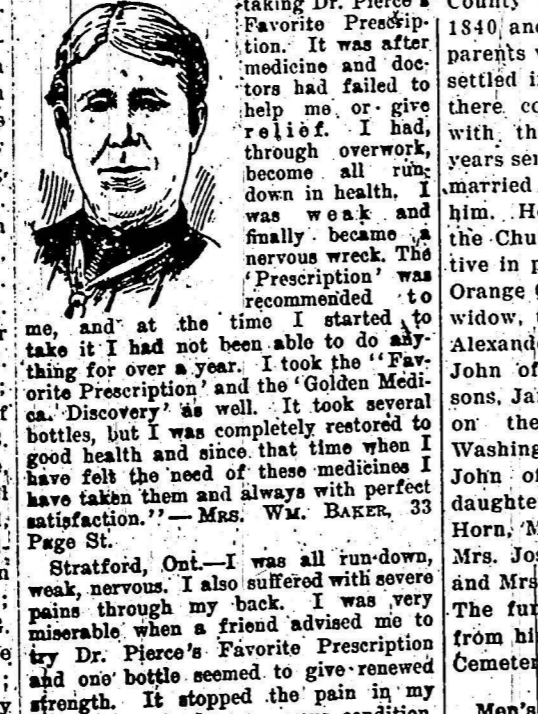 taking Dr. Pierce's
Favorite Prescrip-
tion. It was after
medicine and doc-
tors had failed to
help me or give
relief. I had,
through overwork,
become all run-
down in health. I
was weak and
finally became a
nervous wreck. The
'Prescription' was
recommended to
me, and at the time I started to
take it I had not been able to do any-
thing for over a year. I took the "Fav-
orite Prescription' and the 'Golden Medi-
ca. Discovery' as well. It took several
bottles, but I was completely restored to
good health and since that time when I
have felt the need of these medicines I
have taken them and always with perfect
satisfaction."—MRS. WM. BAKER, 33
Page St.
Stratford, Ont.—I was all run-down,
weak, nervous. I also suffered with severe
pains through my back. I was very
miserable when a friend advised me to
try Dr. Pierce's Favorite Prescription
and one bottle seemed to give renewed
strength. It stopped the pain in my
condition
County
1840, and
parents
settled
there
with th
years
married
him. H
the Chu
tive in
Orange
widow,
Alexand
John of
sons, Ja
on the
Washing
John of
daughte
Horn, M
Mrs. Jos
and Mrs
The fun
from hi
Cemeter
Men's